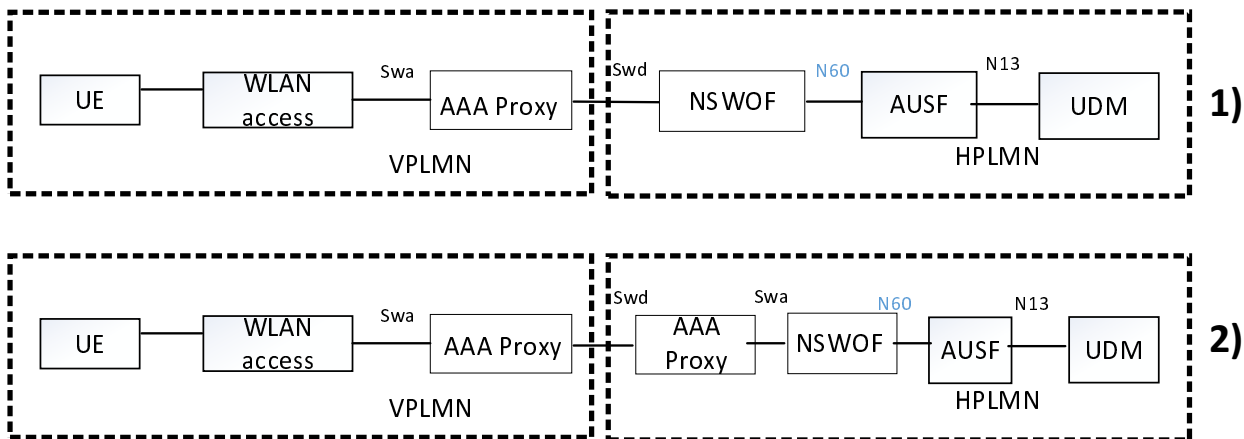 Swa
Swd
N60
N13
UE
WLAN
access
AAA Proxy
NSWOF
AUSF
UDM
1)
VPLMN
HPLMN
Swd
Swa
N60
N13
Swa
UE
WLAN
access
AAA Proxy
AAA
Proxy
NSWOF
AUSF
UDM
2)
VPLMN
HPLMN